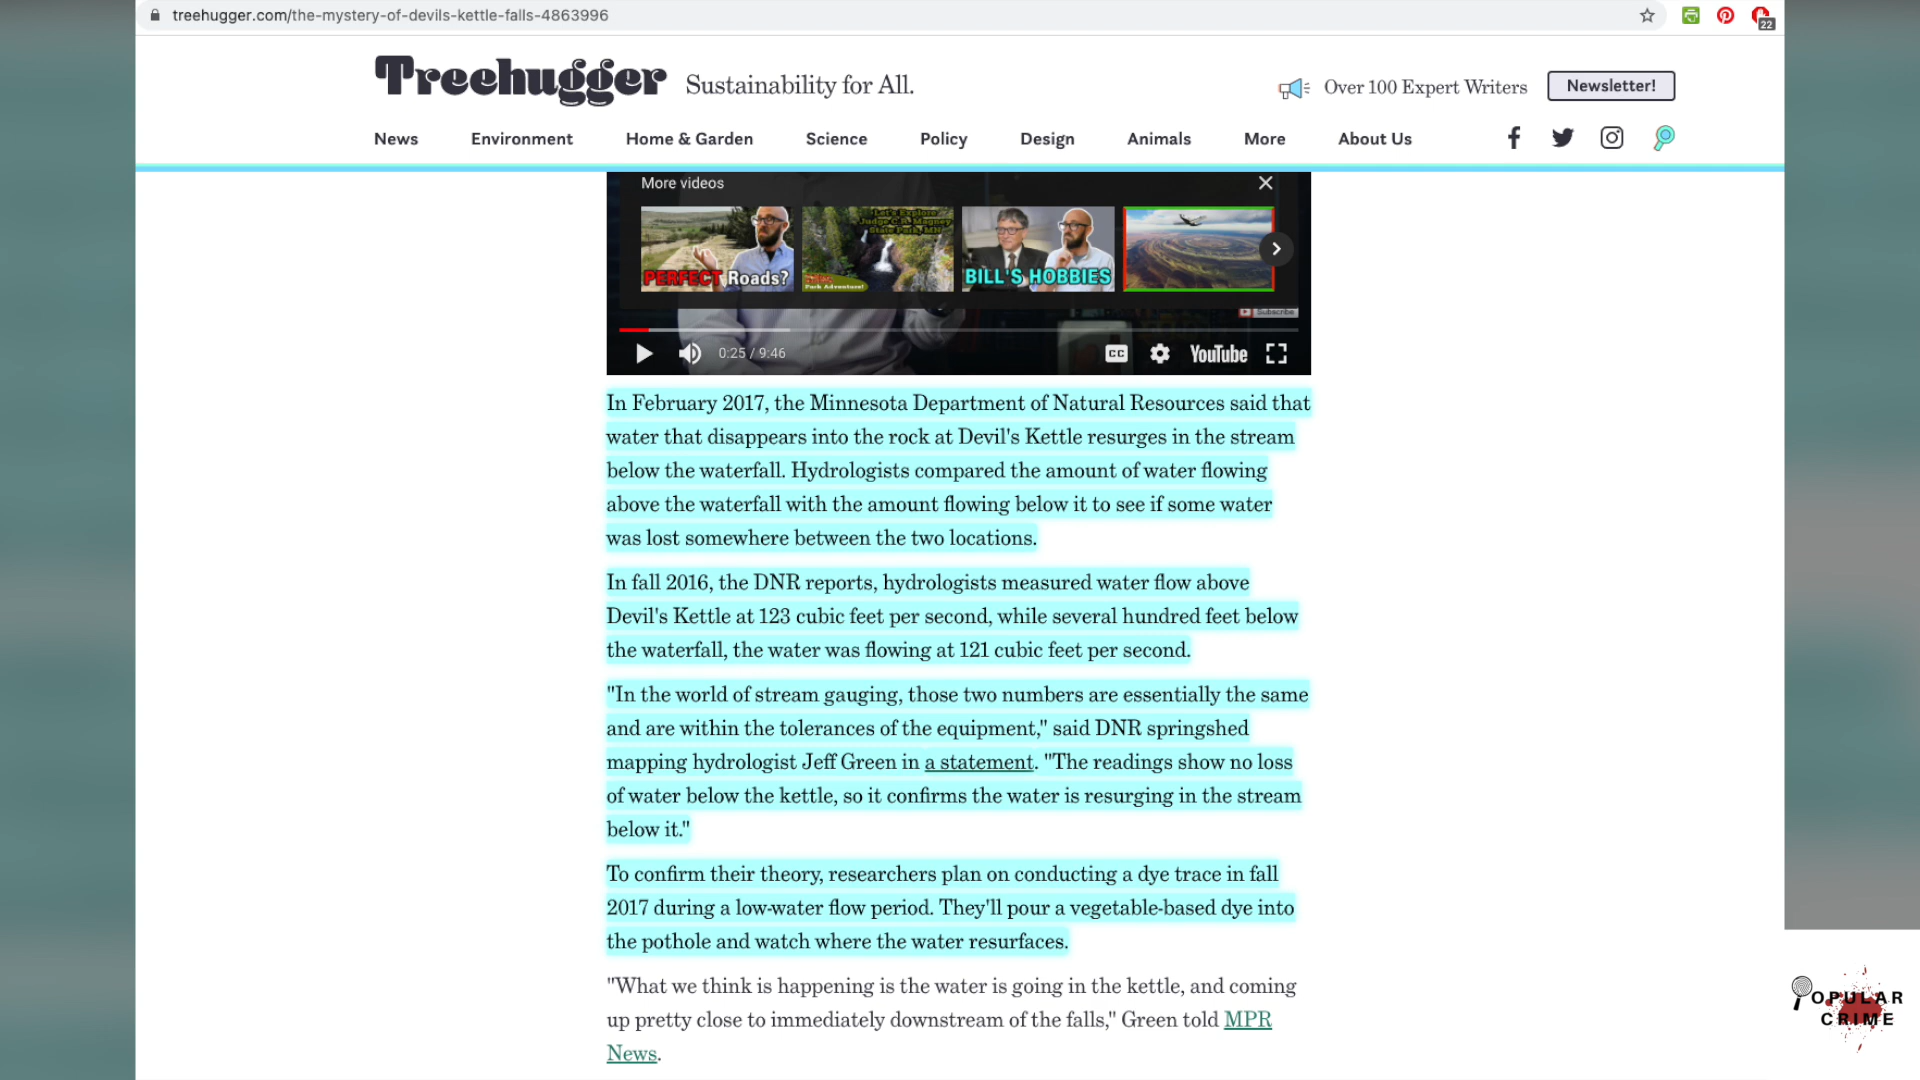 treehugger.com/the-mystery-of-devils-kettle-falls-4863996
22
Treehugger
Sustainability for All.
Over 100 Expert Writers
Newsletter!
News
Environment
Home & Garden
Science
Policy
Design
Animals
More
About Us
More videos
PERFECT Roads?
Let's Explore
Judge C.R. Magney
State Park, MN
Park Adventure!
BILL'S HOBBIES
Subscribe
0:25 / 9:46
CC
YouTube
In February 2017, the Minnesota Department of Natural Resources said that
water that disappears into the rock at Devil's Kettle resurges in the stream
below the waterfall. Hydrologists compared the amount of water flowing
above the waterfall with the amount flowing below it to see if some water
was lost somewhere between the two locations.
In fall 2016, the DNR reports, hydrologists measured water flow above
Devil's Kettle at 123 cubic feet per second, while several hundred feet below
the waterfall, the water was flowing at 121 cubic feet per second.
"In the world of stream gauging, those two numbers are essentially the same
and are within the tolerances of the equipment," said DNR springshed
mapping hydrologist Jeff Green in a statement. "The readings show no loss
of water below the kettle, so it confirms the water is resurging in the stream
below it."
To confirm their theory, researchers plan on conducting a dye trace in fall
2017 during a low-water flow period. They'll pour a vegetable-based dye into
the pothole and watch where the water resurfaces.
"What we think is happening is the water is going in the kettle, and coming
up pretty close to immediately downstream of the falls," Green told MPR
News.
POPULAR
CRIME